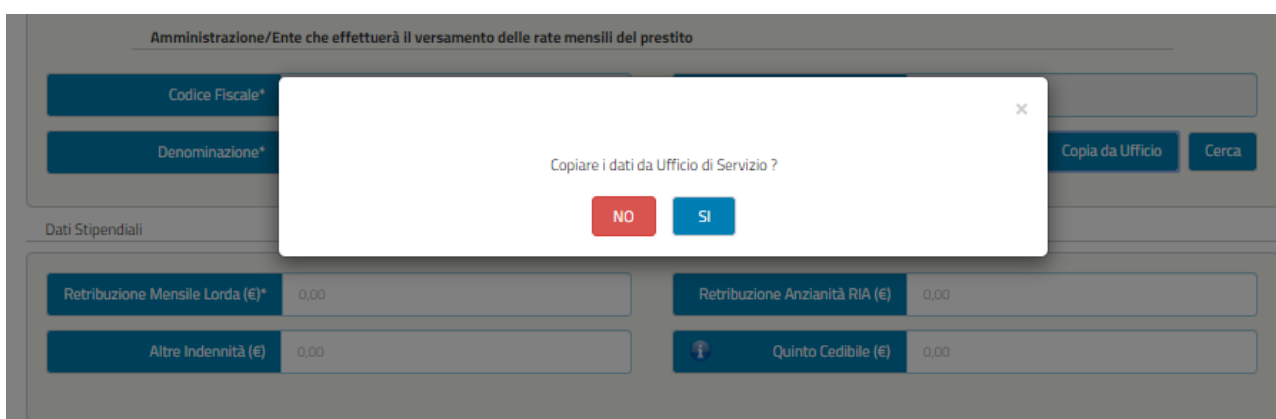 Amministrazione/Ente che effettuerà il versamento delle rate mensili del prestito
Codice Fiscale*
×
Denominazione*
Copia da Ufficio
Cerca
Copiare i dati da Ufficio di Servizio ?
NO
SI
Dati Stipendiali
Retribuzione Mensile Lorda (€)*
0,00
Retribuzione Anzianità RIA (€)
0,00
Altre Indennità (€)
0,00
Quinto Cedibile (€)
0,00